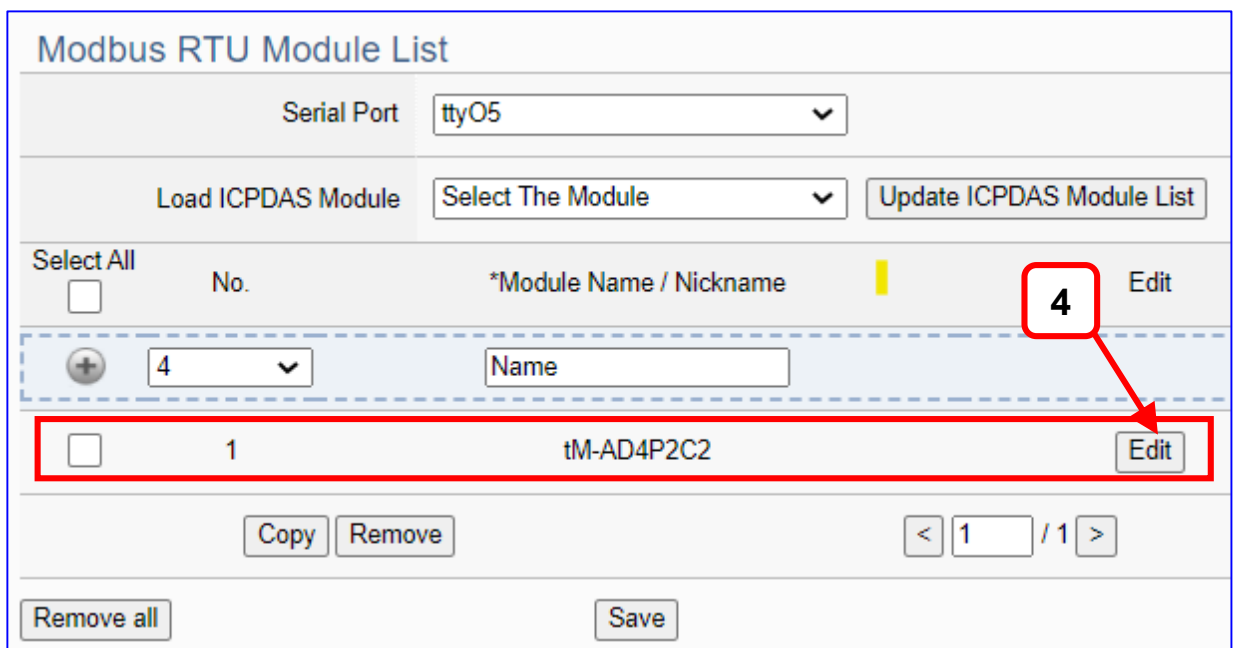 Modbus RTU Module List
Serial Port ttyO5
Load ICPDAS Module Select The Module Update ICPDAS Module List
Select All
No. *Module Name / Nickname Edit
4
4 Name
1 tM-AD4P2C2 Edit
Copy Remove < 1 / 1 >
Remove all Save